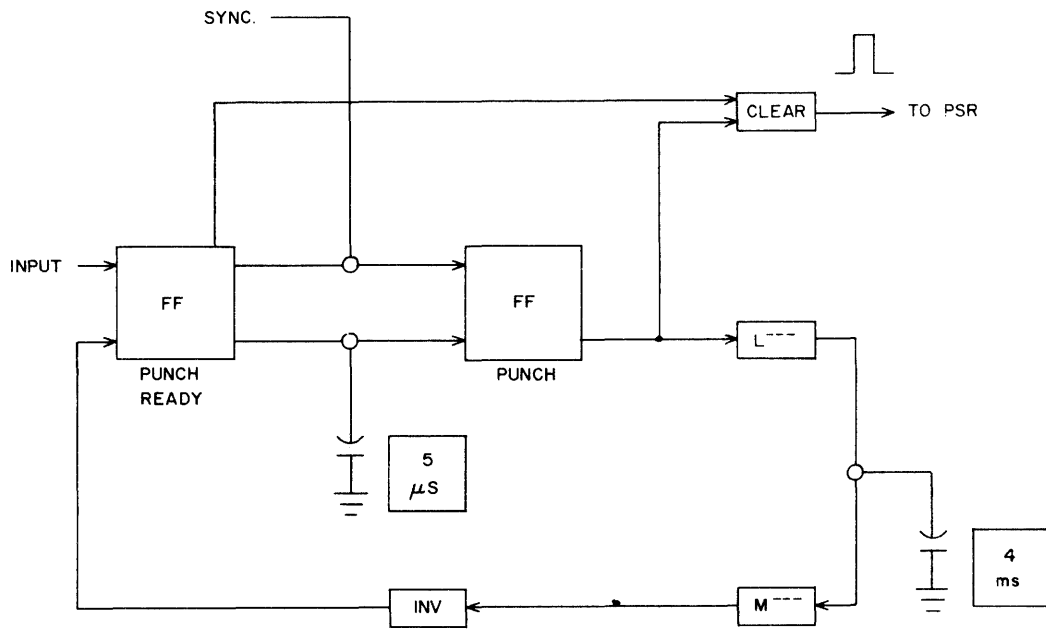 SYNC.
CLEAR
TO PSR
INPUT
FF
PUNCH
READY
FF
PUNCH
L---
5
μS
4
ms
INV
M---